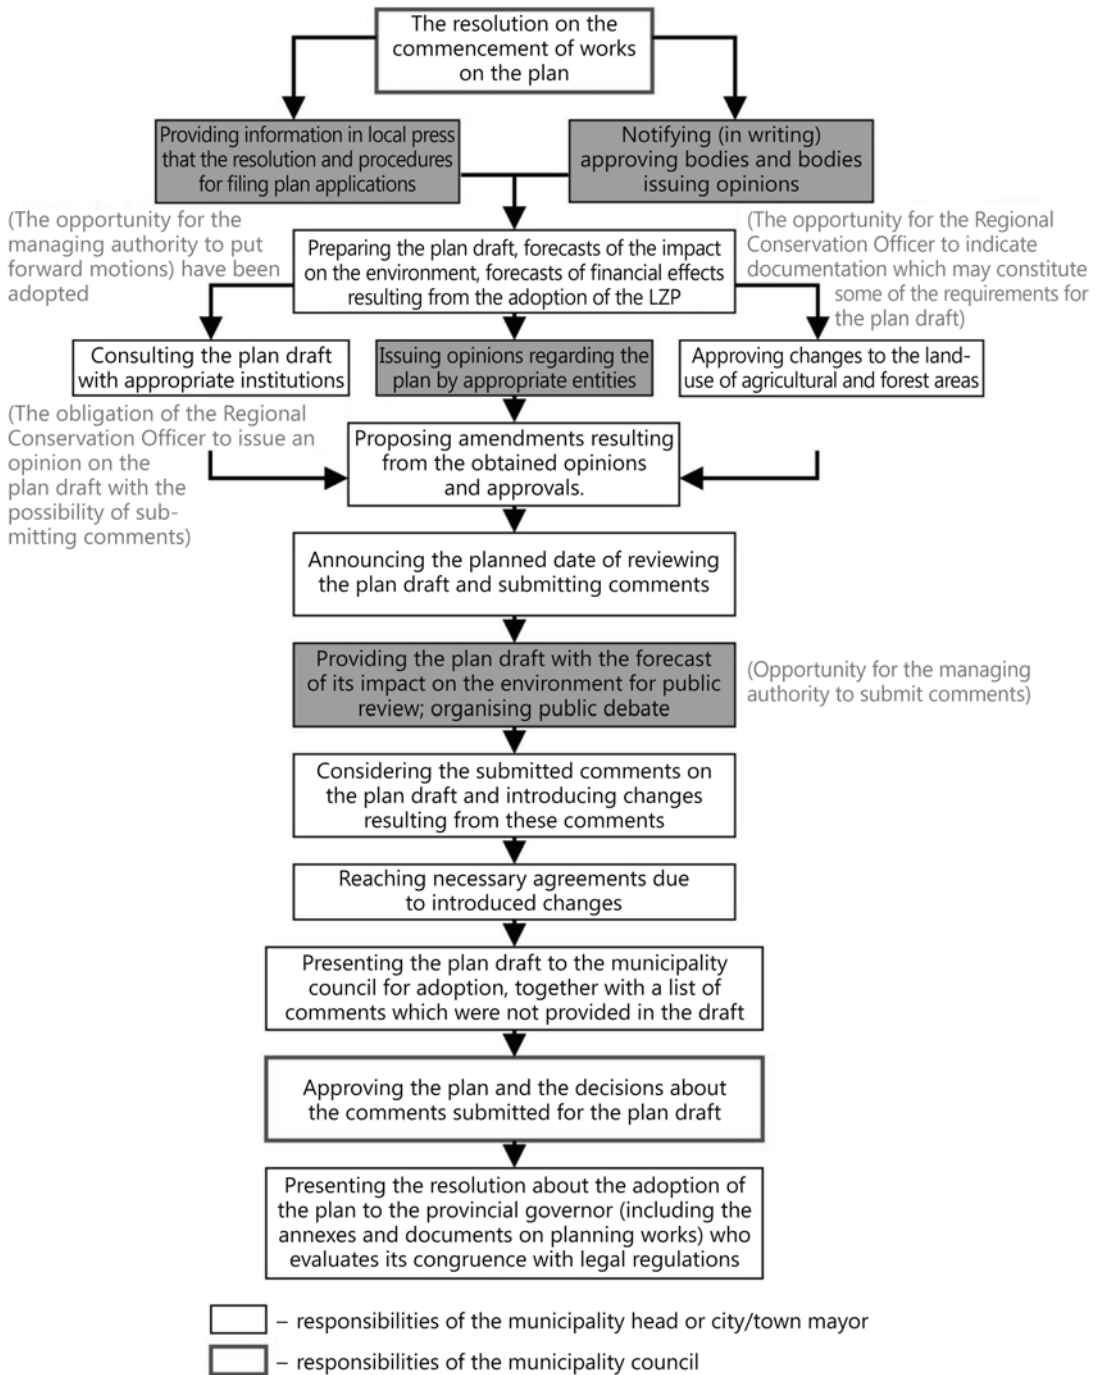 The resolution on the
commencement of works
on the plan
Providing information in local press
that the resolution and procedures
for filing plan applications
Notifying (in writing)
approving bodies and bodies
issuing opinions
(The opportunity for the
managing authority to put
forward motions) have been
adopted
Preparing the plan draft, forecasts of the impact
on the environment, forecasts of financial effects
resulting from the adoption of the LZP
(The opportunity for the Regional
Conservation Officer to indicate
documentation which may constitute
some of the requirements for
the plan draft)
Consulting the plan draft
with appropriate institutions
Issuing opinions regarding the
plan by appropriate entities
Approving changes to the land-
use of agricultural and forest areas
(The obligation of the Regional
Conservation Officer to issue an
opinion on the
plan draft with the
possibility of sub-
mitting comments)
Proposing amendments resulting
from the obtained opinions
and approvals.
Announcing the planned date of reviewing
the plan draft and submitting comments
Providing the plan draft with the forecast
of its impact on the environment for public
review; organising public debate
(Opportunity for the managing
authority to submit comments)
Considering the submitted comments on
the plan draft and introducing changes
resulting from these comments
Reaching necessary agreements due
to introduced changes
Presenting the plan draft to the municipality
council for adoption, together with a list of
comments which were not provided in the draft
Approving the plan and the decisions about
the comments submitted for the plan draft
Presenting the resolution about the adoption of
the plan to the provincial governor (including the
annexes and documents on planning works) who
evaluates its congruence with legal regulations
– responsibilities of the municipality head or city/town mayor
– responsibilities of the municipality council